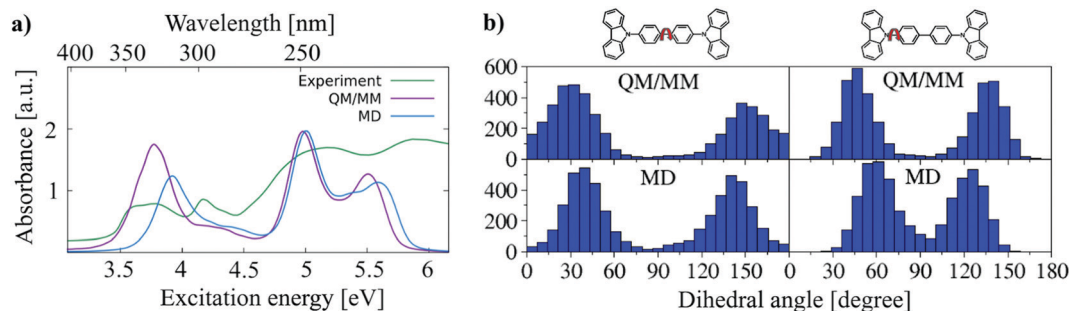 a)
Wavelength [nm]
400 350 300 250
Experiment
QM/MM
MD
Absorbance [a.u.]
2
1
3.5 4 4.5 5 5.5 6
Excitation energy [eV]
b)
N N N N
600
400
200
0
QM/MM QM/MM
400
200
0
MD MD
0 30 60 90 120 150 0 30 60 90 120 150 180
Dihedral angle [degree]